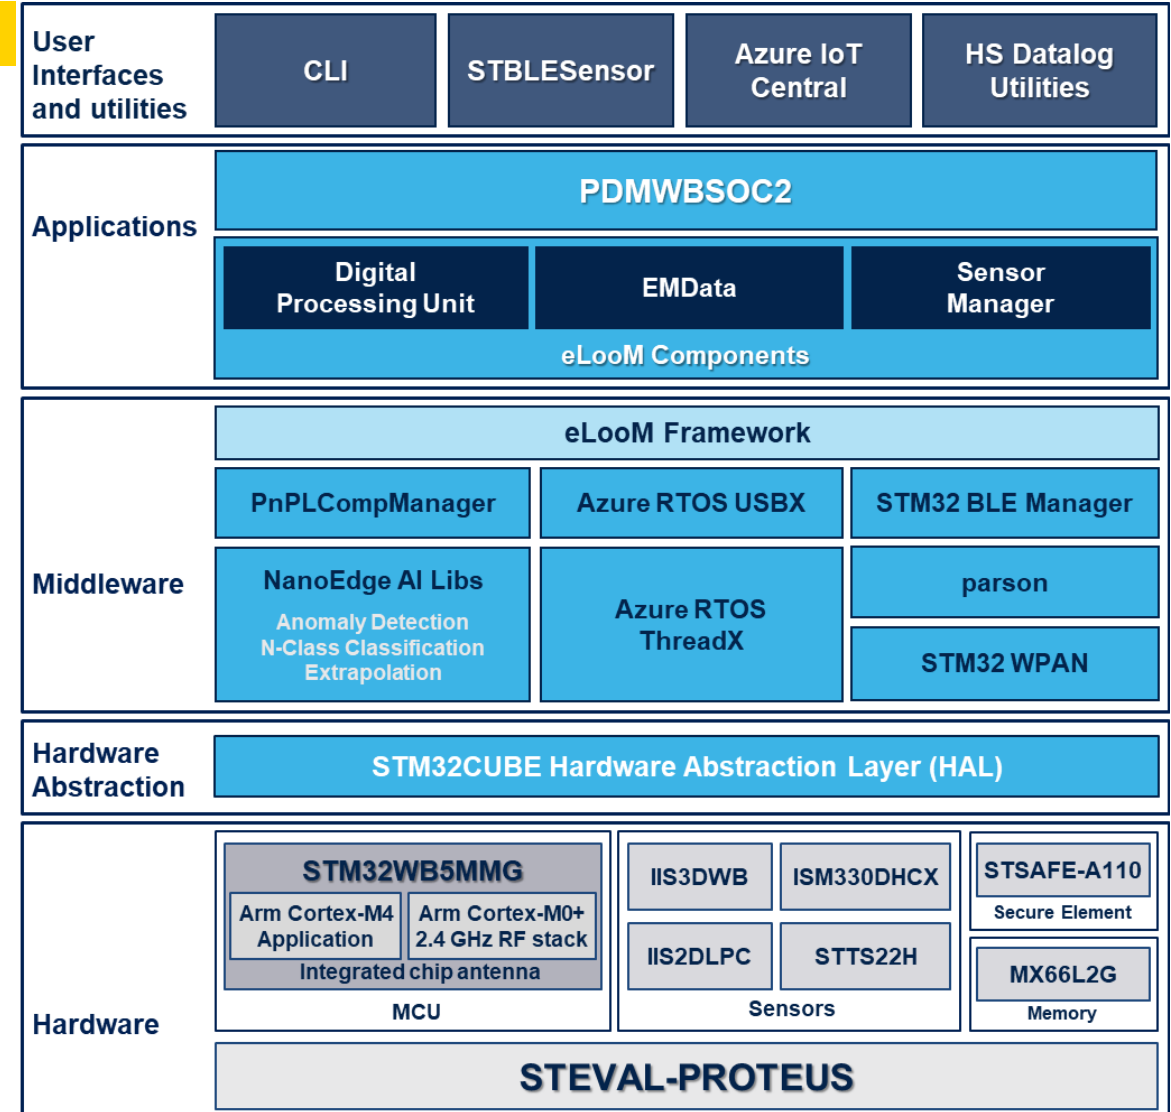 User
Interfaces
and utilities
CLI
STBLESensor
Azure IoT
Central
HS Datalog
Utilities
Applications
PDMWBSOC2
Digital
Processing Unit
EMData
Sensor
Manager
eLooM Components
Middleware
eLooM Framework
PnPLCompManager
Azure RTOS USBX
STM32 BLE Manager
NanoEdge AI Libs
Anomaly Detection
N-Class Classification
Extrapolation
Azure RTOS
ThreadX
parson
STM32 WPAN
Hardware
Abstraction
STM32CUBE Hardware Abstraction Layer (HAL)
Hardware
STM32WB5MMG
Arm Cortex-M4
Application
Arm Cortex-M0+
2.4 GHz RF stack
Integrated chip antenna
MCU
IIS3DWB
ISM330DHCX
IIS2DLPC
STTS22H
Sensors
STSAFE-A110
Secure Element
MX66L2G
Memory
STEVAL-PROTEUS